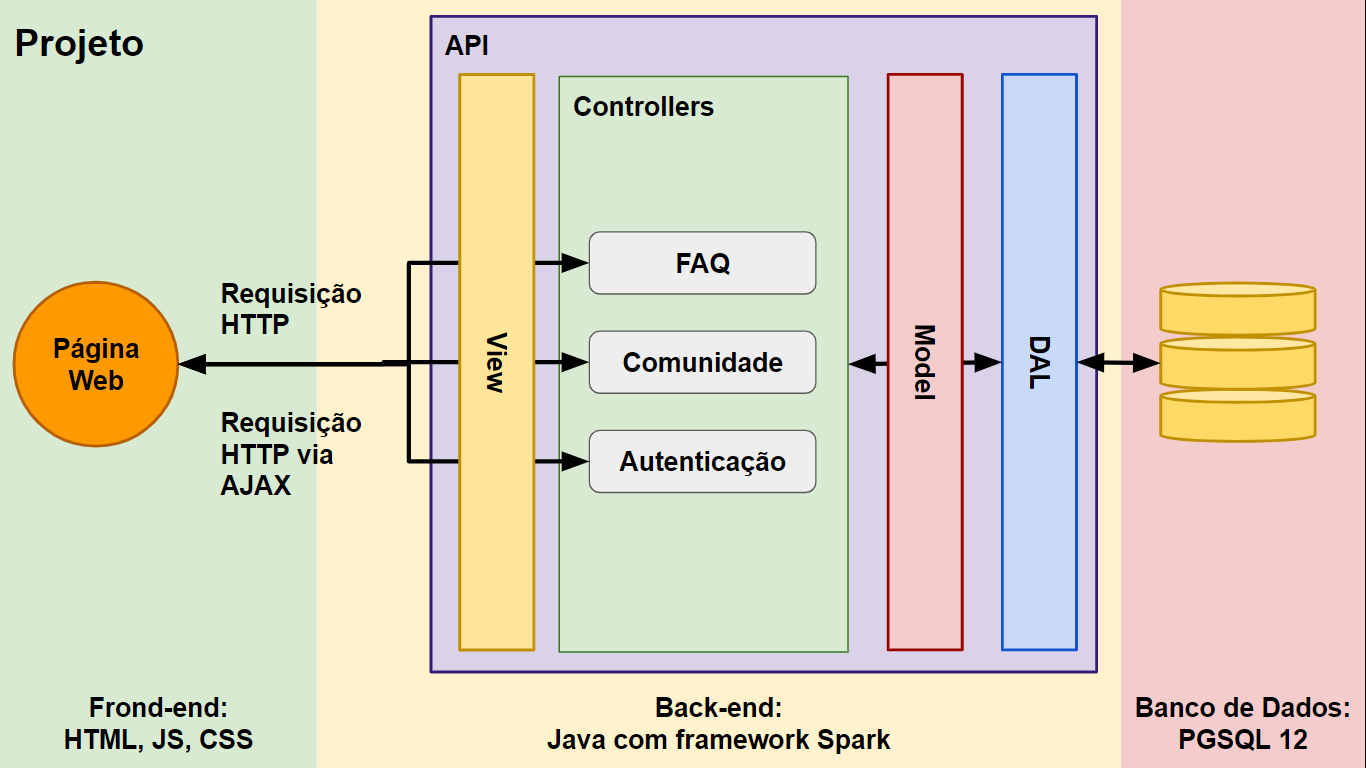 Projeto
API
Controllers
FAQ
Requisição
HTTP
Página
Web
View
Comunidade
Model
DAL
Requisição
HTTP via
AJAX
Autenticação
Frond-end:
HTML, JS, CSS
Back-end:
Java com framework Spark
Banco de Dados:
PGSQL 12